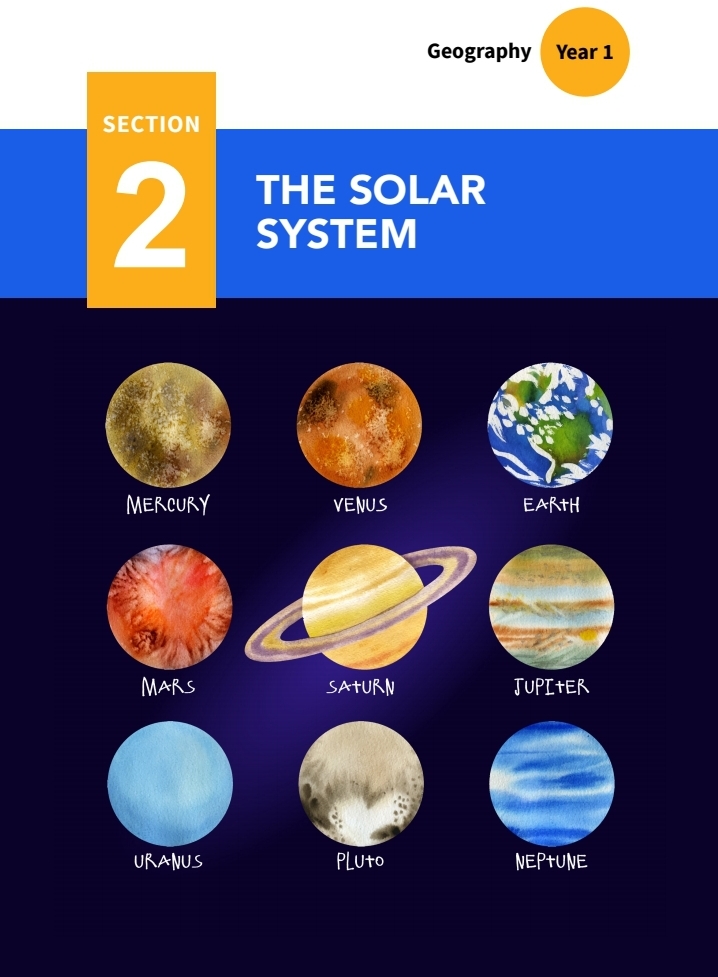 Geography Year 1
SECTION
2
THE SOLAR
SYSTEM
MERCURY VENUS EARTH
MARS SATURN JUPITER
URANUS PLUTO NEPTUNE